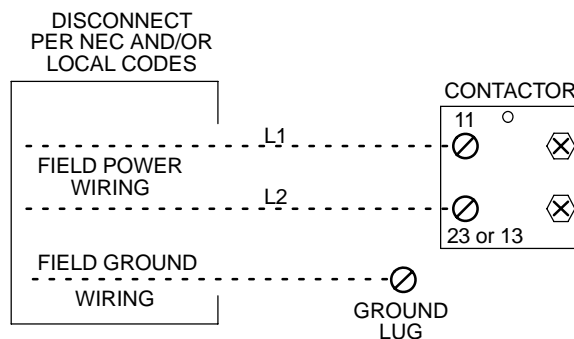 DISCONNECT
PER NEC AND/OR
LOCAL CODES
CONTACTOR
11
L1
FIELD POWER
WIRING
L2
23 or 13
FIELD GROUND
WIRING
GROUND
LUG